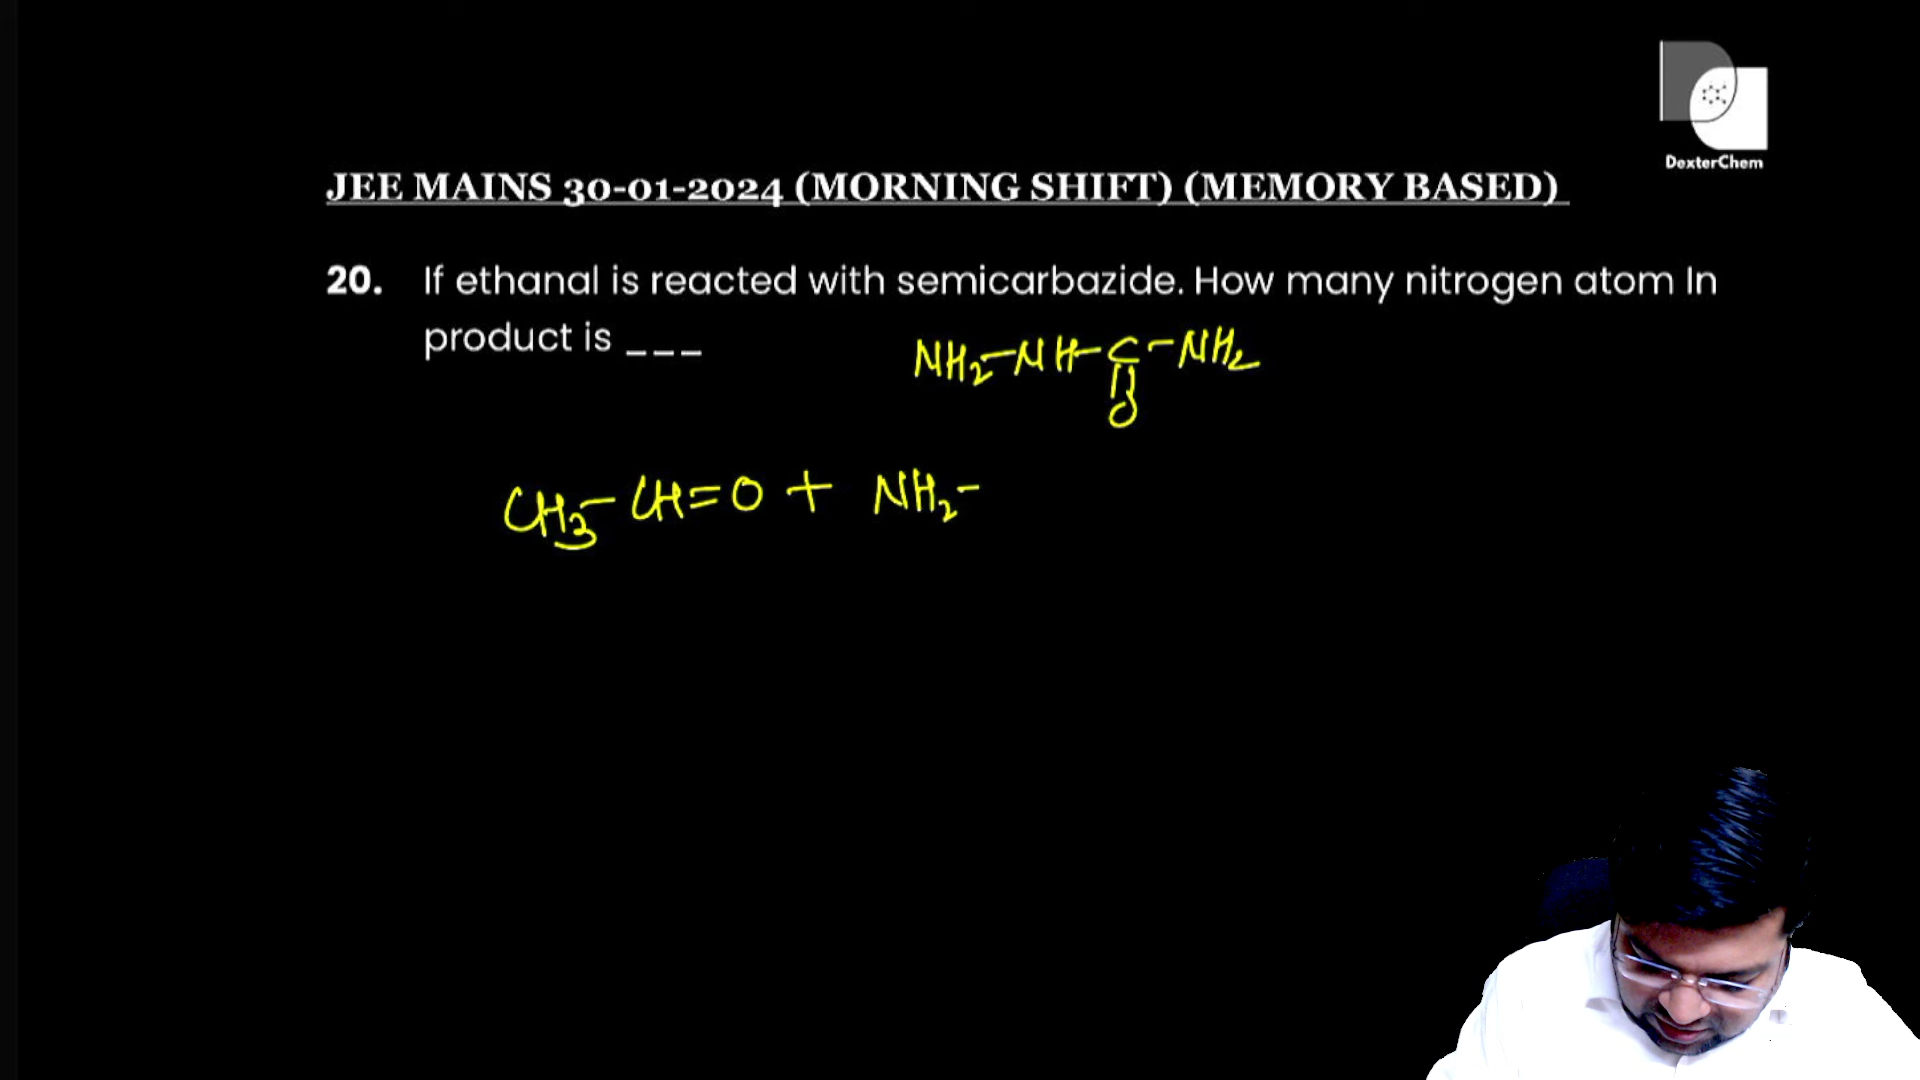 DexterChem
JEE MAINS 30-01-2024 (MORNING SHIFT) (MEMORY BASED)
20. If ethanal is reacted with semicarbazide. How many nitrogen atom In
product is ___
NH2-NH-C-NH2
||
O
CH3-CH=O + NH2-